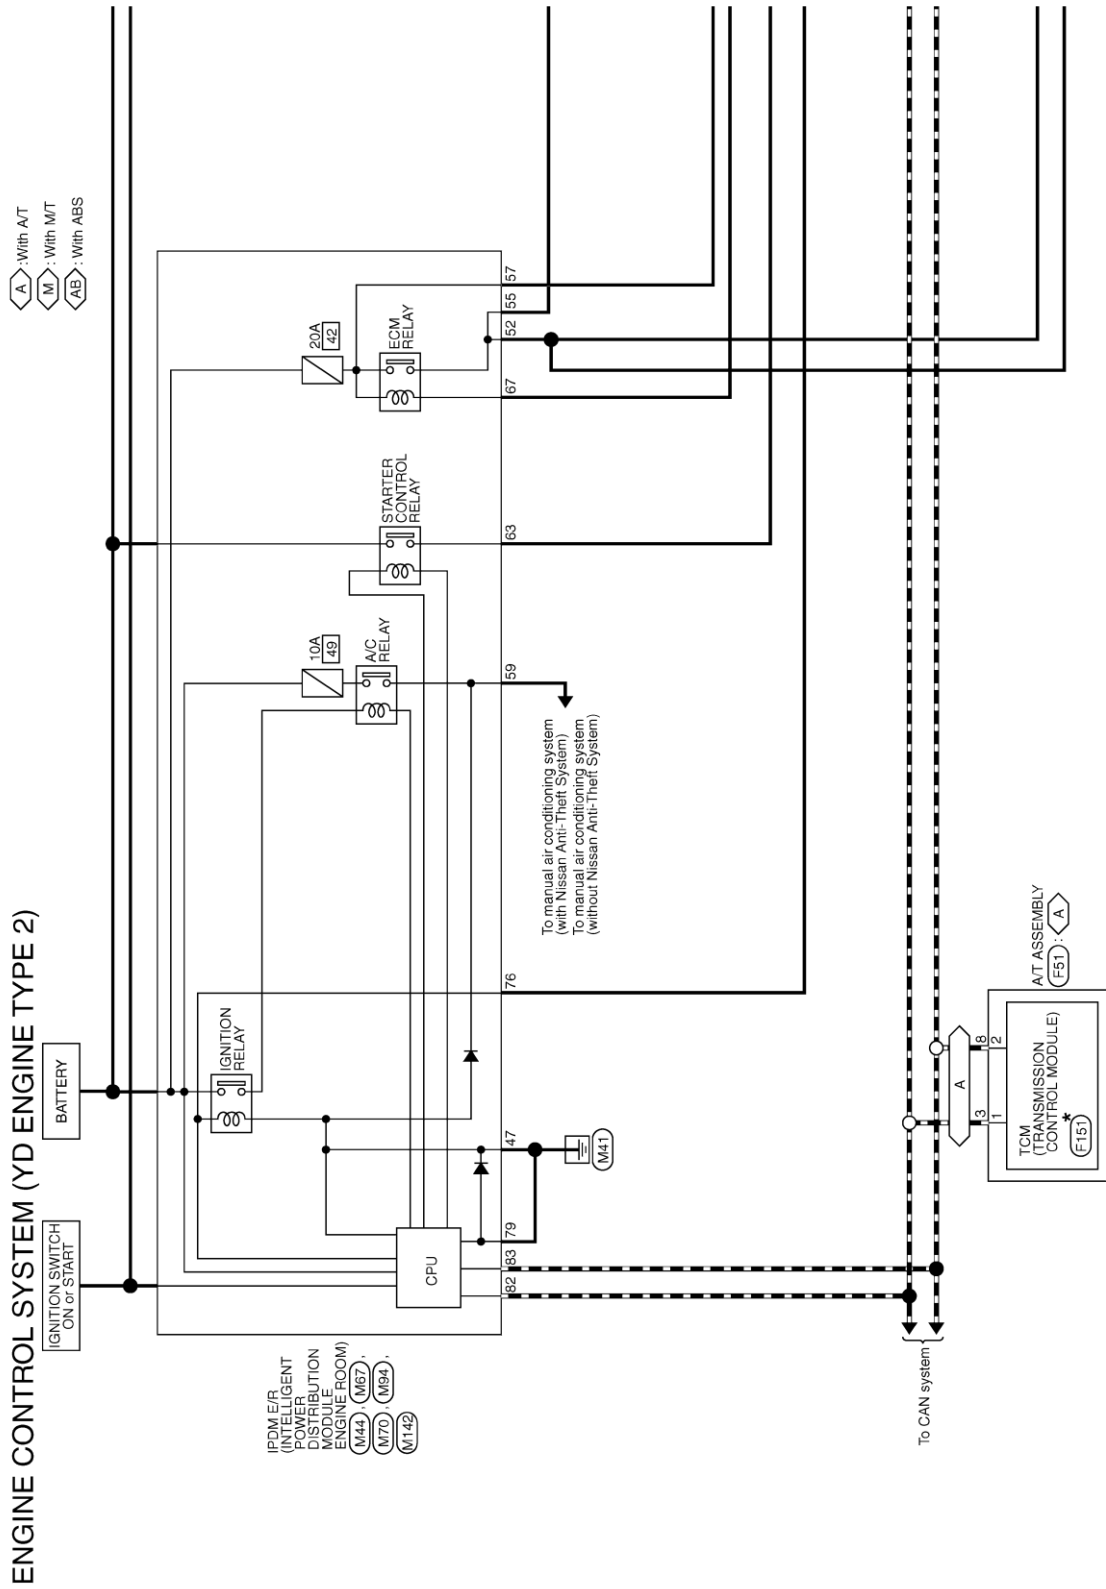 ENGINE CONTROL SYSTEM (YD ENGINE TYPE 2)
A :With A/T
M : With M/T
AB : With ABS
IGNITION SWITCH
ON or START
BATTERY
IPDM E/R
(INTELLIGENT
POWER
DISTRIBUTION
MODULE
ENGINE ROOM)
M44 , M67 ,
M70 , M94 ,
M142
CPU
IGNITION
RELAY
10A
49
A/C
RELAY
STARTER
CONTROL
RELAY
20A
42
ECM
RELAY
82
83
79
47
76
59
63
67
52
55
57
M41
To manual air conditioning system
(with Nissan Anti-Theft System)
To manual air conditioning system
(without Nissan Anti-Theft System)
To CAN system
A
3
8
1
2
TCM
(TRANSMISSION
CONTROL MODULE)
*
F151
A/T ASSEMBLY
F51 : A